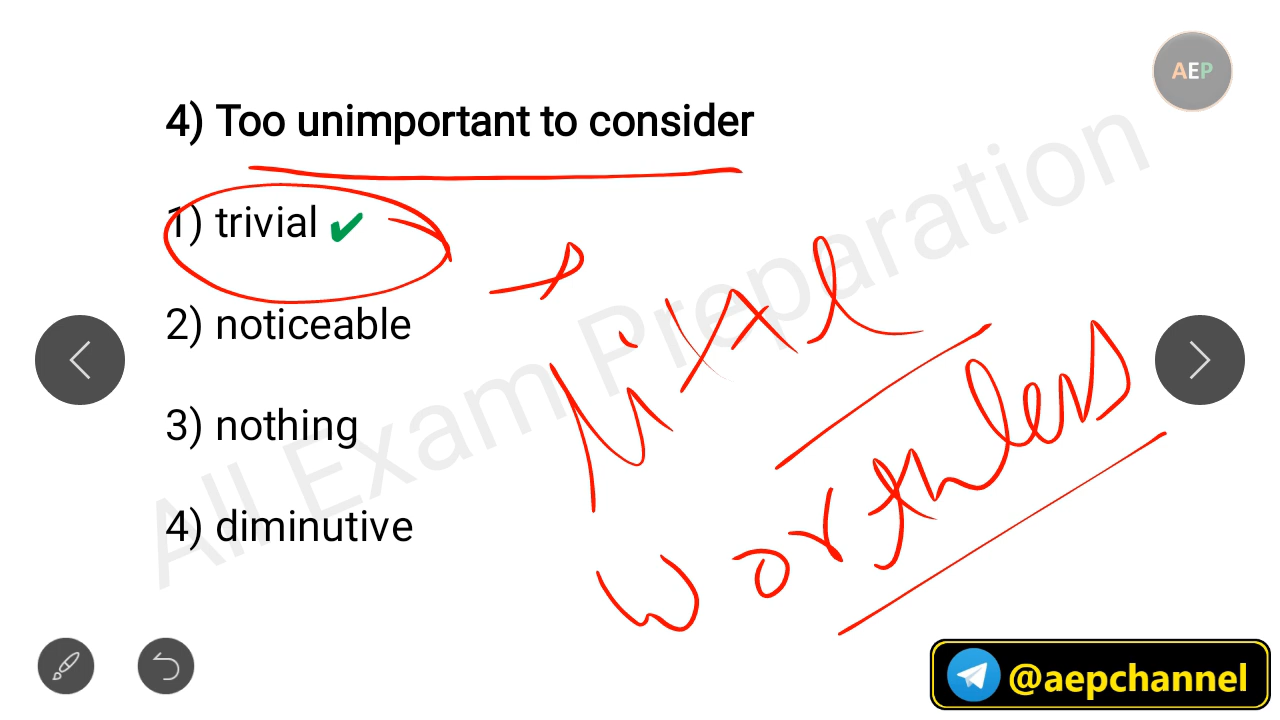 AEP
4) Too unimportant to consider
1) trivial ✔
2) noticeable
3) nothing
4) diminutive
worthless
All Exam Preparation
@aepchannel